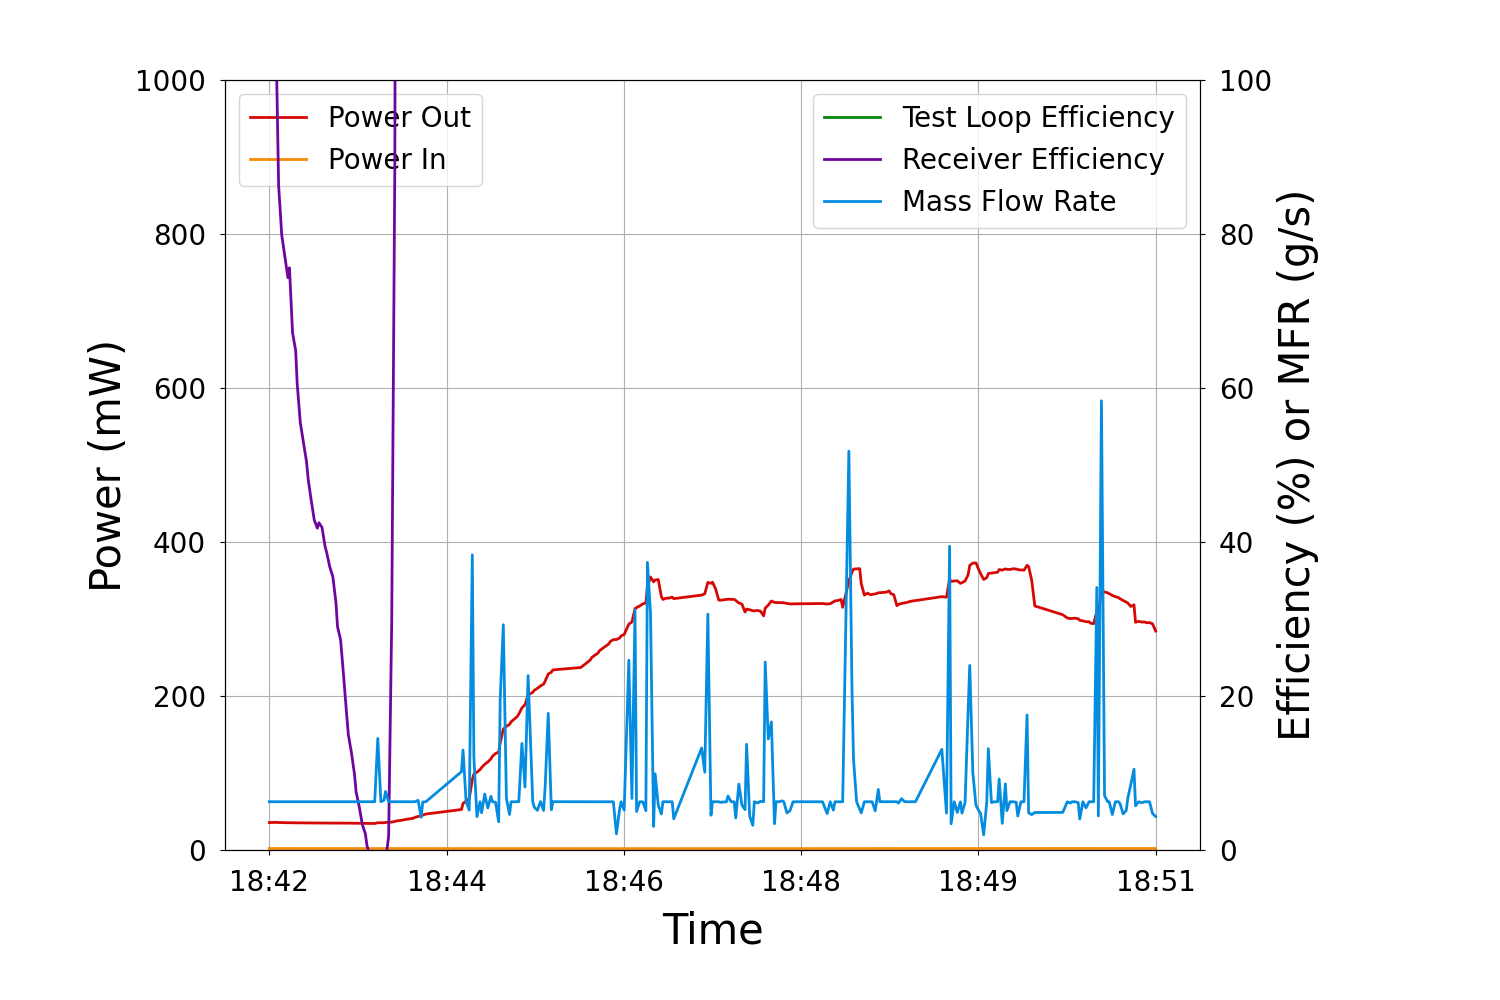 1000
800
600
400
200
0
Power (mW)
Power Out
Power In
Test Loop Efficiency
Receiver Efficiency
Mass Flow Rate
100
80
60
40
20
0
Efficiency (%) or MFR (g/s)
18:42 18:44 18:46 18:48 18:49 18:51
Time